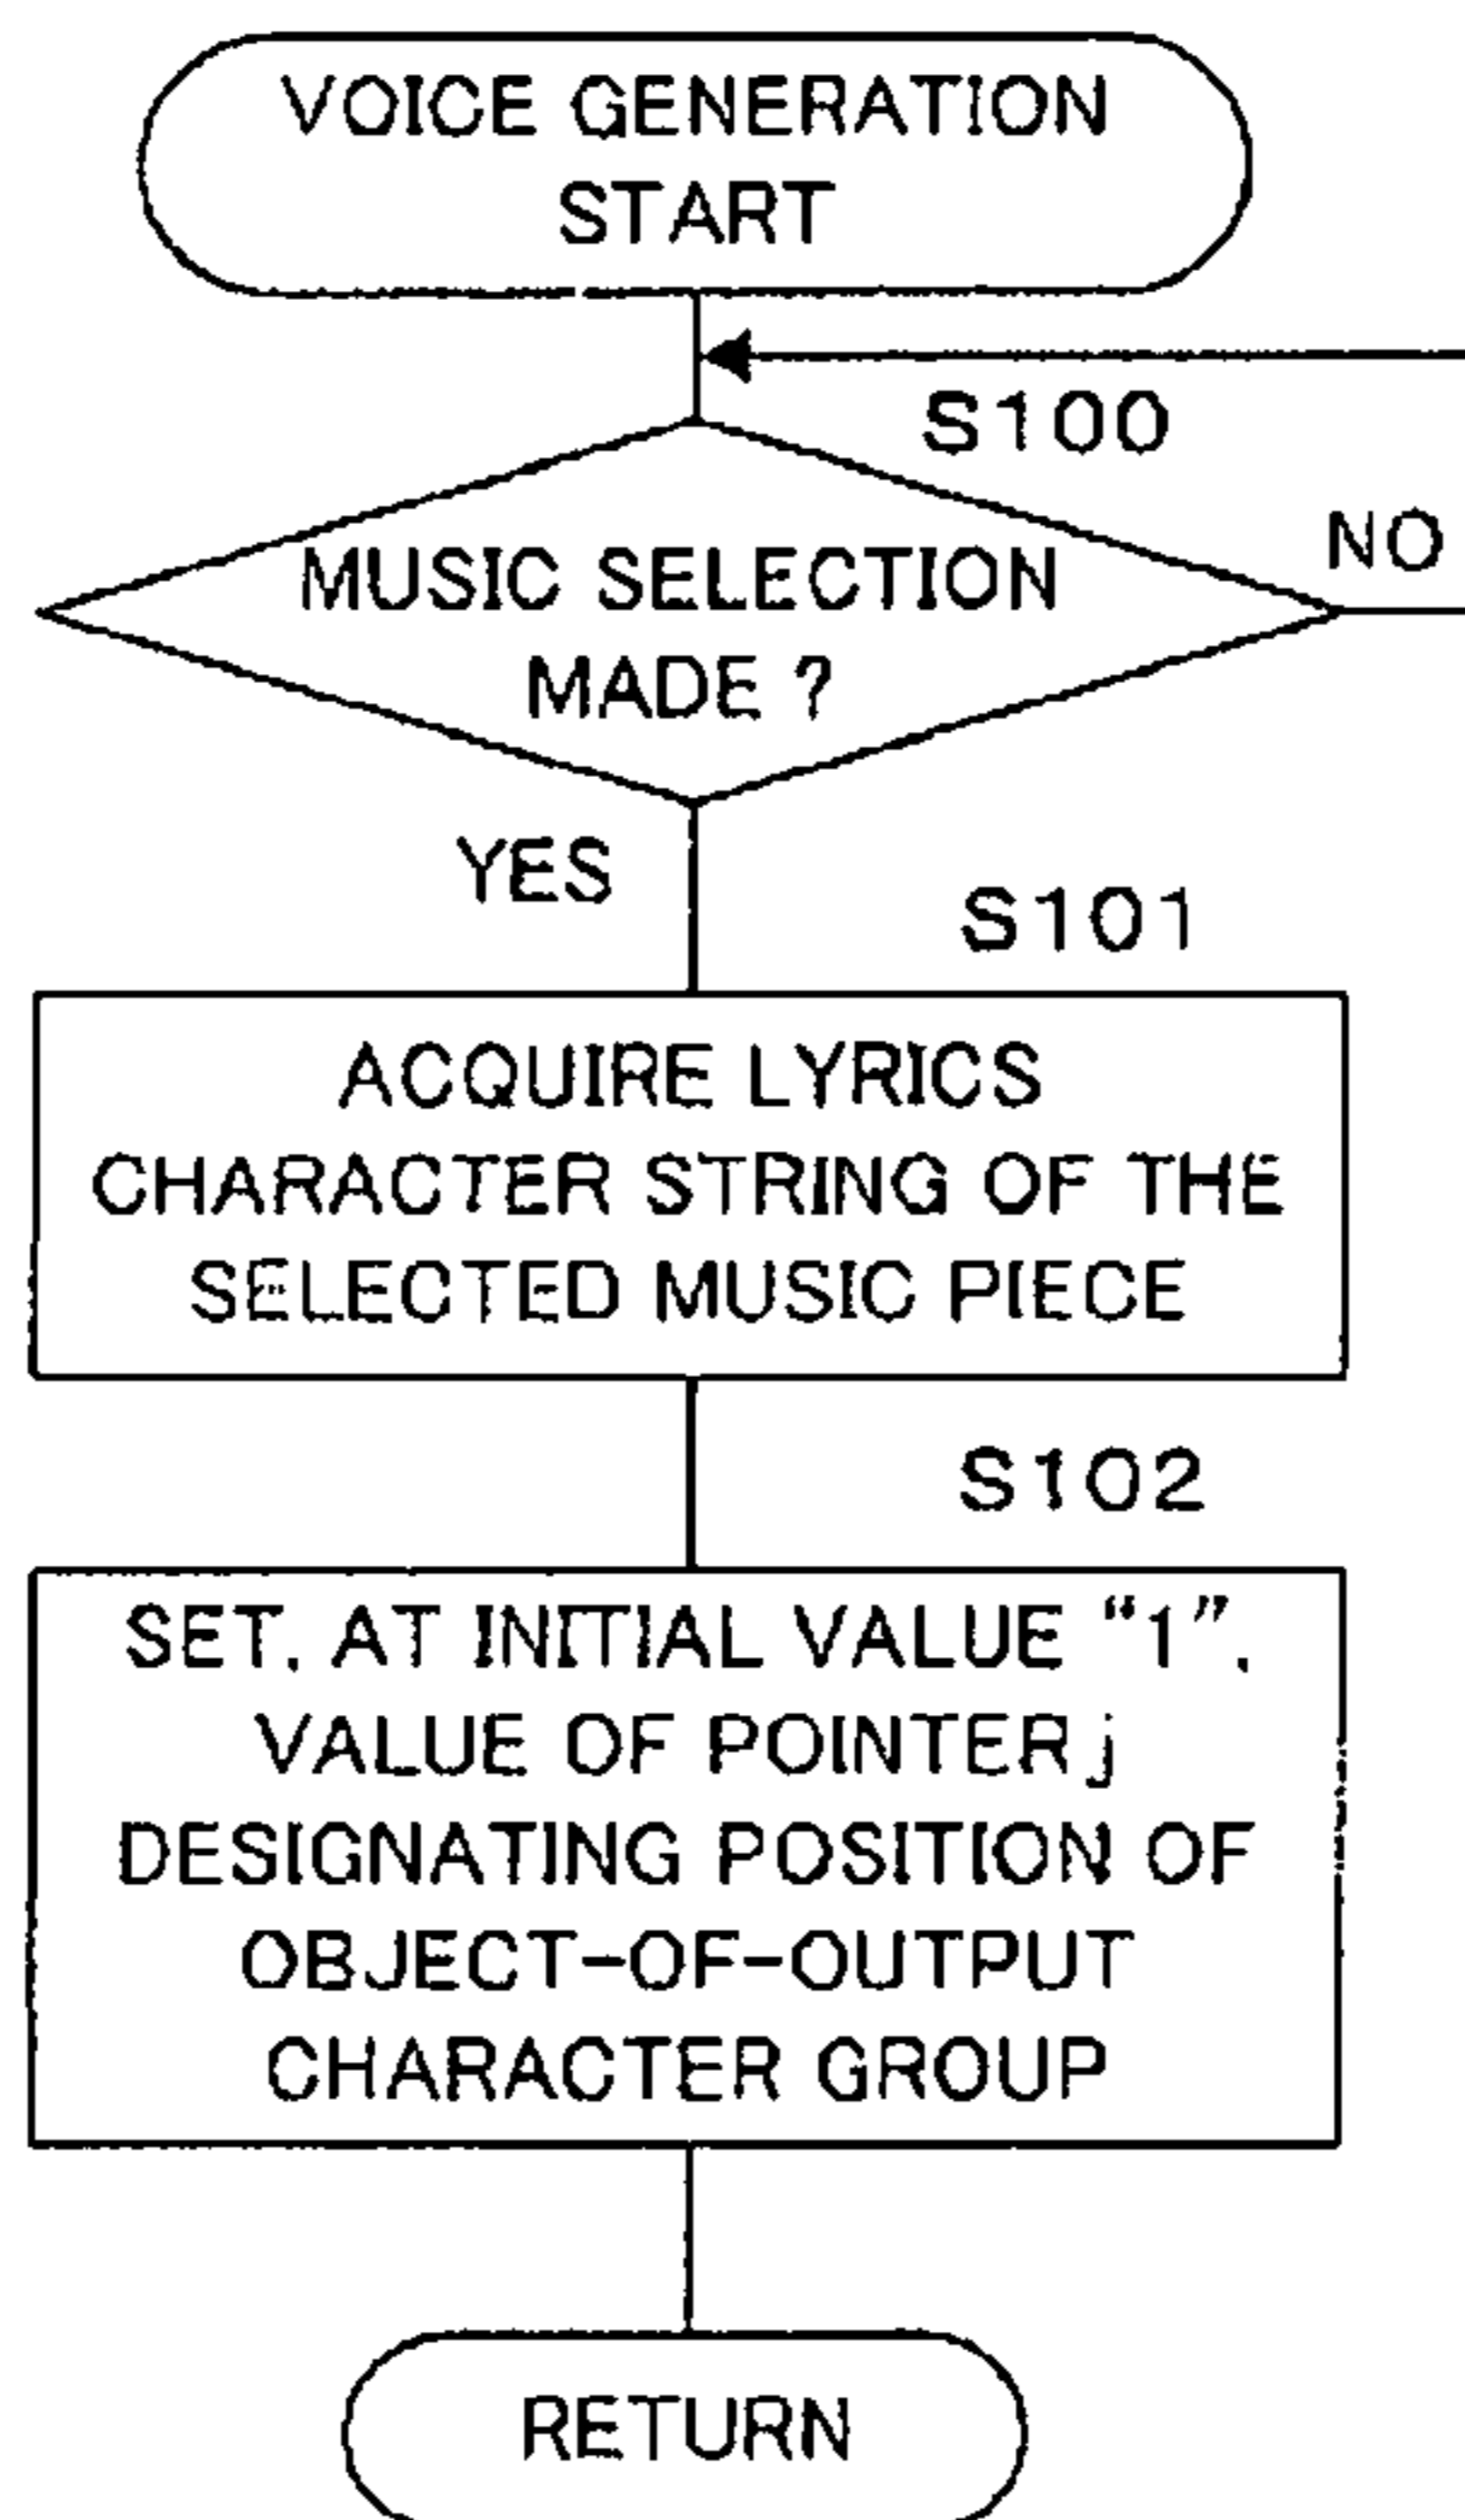 VOICE GENERATION
START
S100
MUSIC SELECTION
MADE ?
NO
YES
S101
ACQUIRE LYRICS
CHARACTER STRING OF THE
SELECTED MUSIC PIECE
S102
SET, AT INITIAL VALUE “1”,
VALUE OF POINTER j
DESIGNATING POSITION OF
OBJECT-OF-OUTPUT
CHARACTER GROUP
RETURN